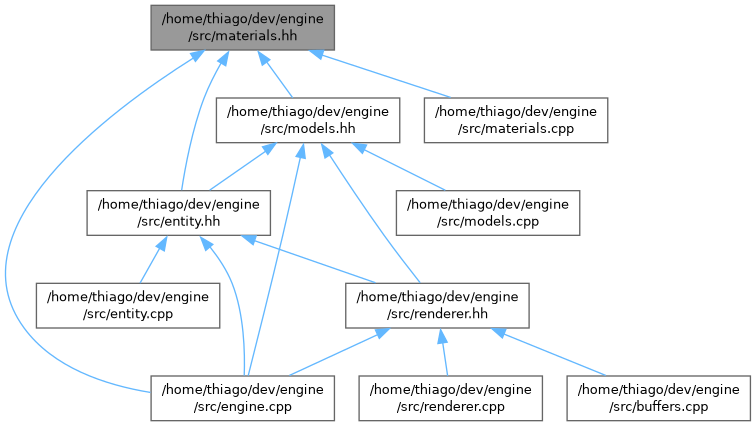 /home/thiago/dev/engine
/src/materials.hh
/home/thiago/dev/engine
/src/models.hh
/home/thiago/dev/engine
/src/materials.cpp
/home/thiago/dev/engine
/src/entity.hh
/home/thiago/dev/engine
/src/models.cpp
/home/thiago/dev/engine
/src/entity.cpp
/home/thiago/dev/engine
/src/renderer.hh
/home/thiago/dev/engine
/src/engine.cpp
/home/thiago/dev/engine
/src/renderer.cpp
/home/thiago/dev/engine
/src/buffers.cpp